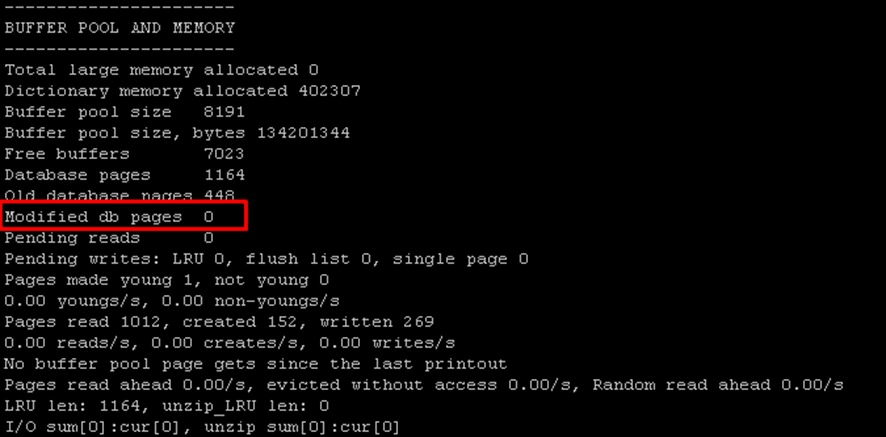 ----------------------
BUFFER POOL AND MEMORY
----------------------
Total large memory allocated 0
Dictionary memory allocated 402307
Buffer pool size   8191
Buffer pool size, bytes 134201344
Free buffers       7023
Database pages     1164
Old database pages 448
Modified db pages  0
Pending reads      0
Pending writes: LRU 0, flush list 0, single page 0
Pages made young 1, not young 0
0.00 youngs/s, 0.00 non-youngs/s
Pages read 1012, created 152, written 269
0.00 reads/s, 0.00 creates/s, 0.00 writes/s
No buffer pool page gets since the last printout
Pages read ahead 0.00/s, evicted without access 0.00/s, Random read ahead 0.00/s
LRU len: 1164, unzip_LRU len: 0
I/O sum[0]:cur[0], unzip sum[0]:cur[0]